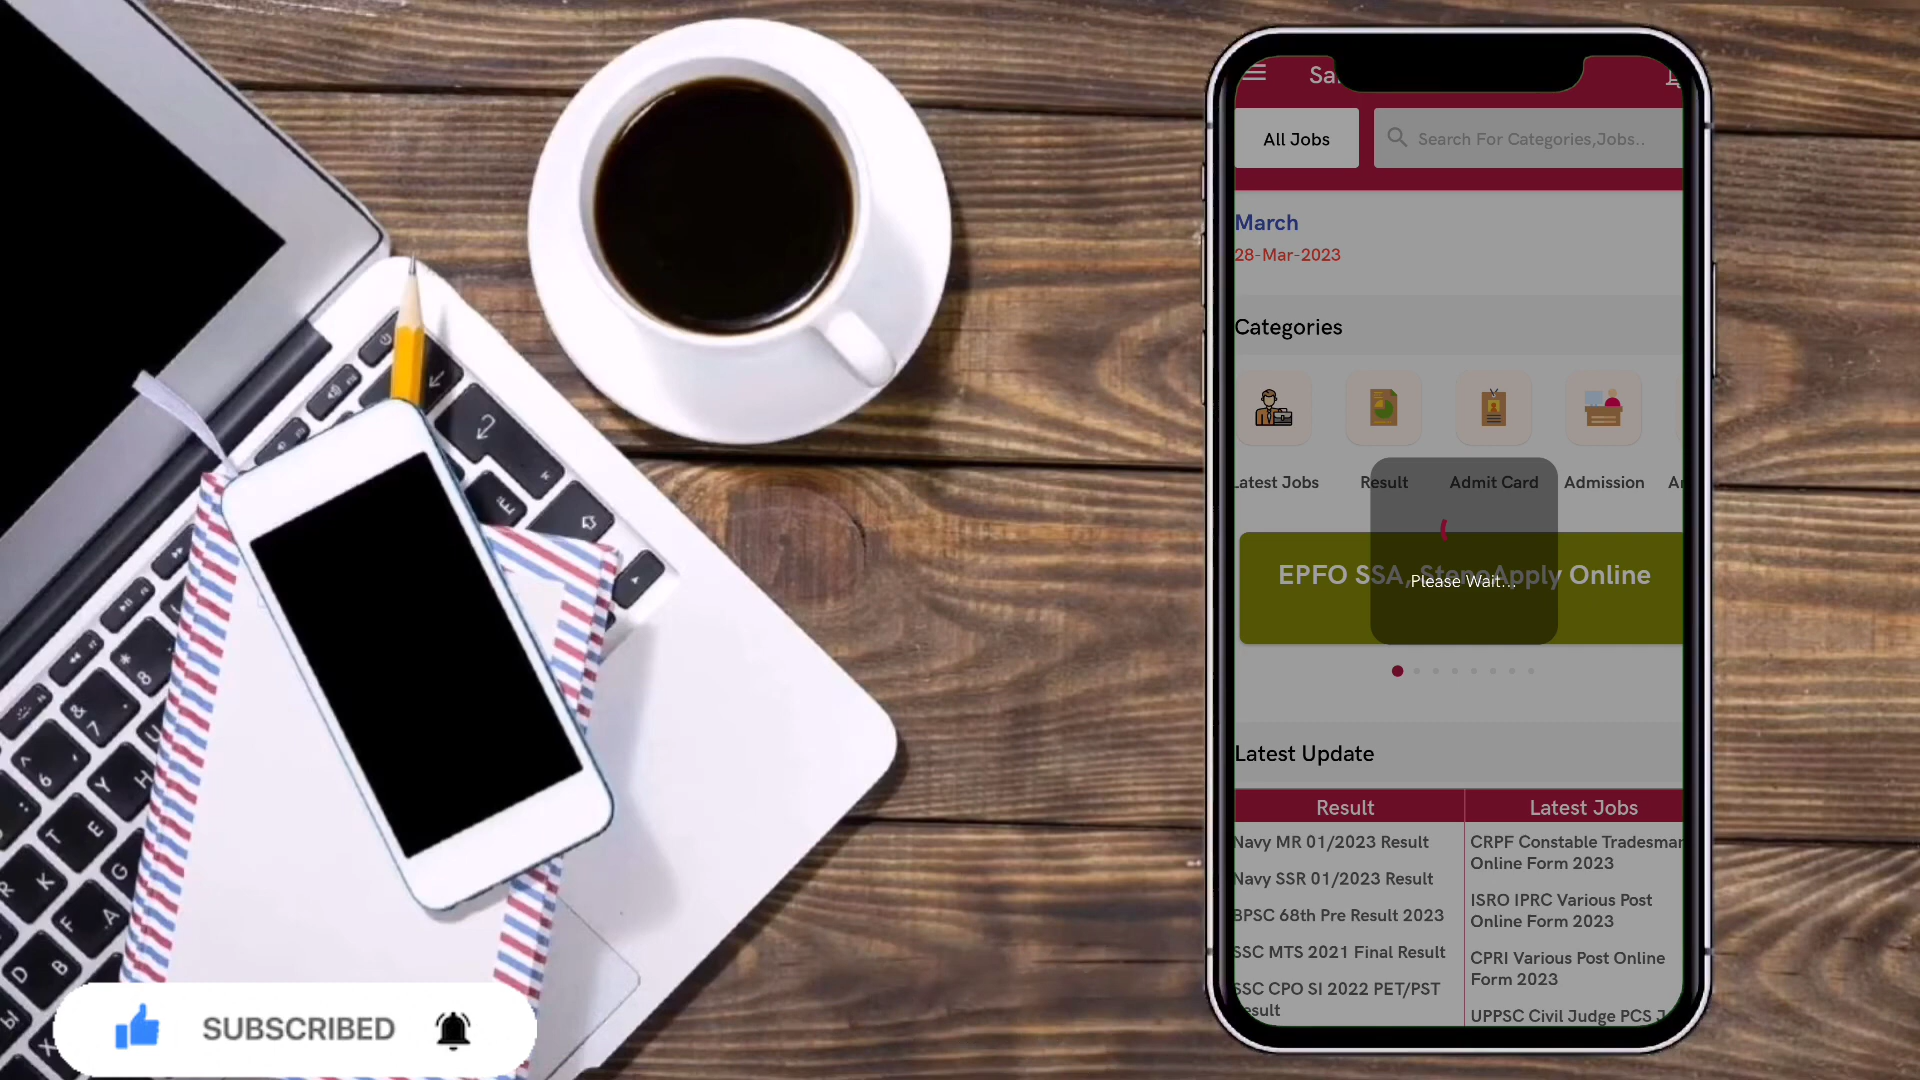 Sa
All Jobs
Search For Categories,Jobs..
March
28-Mar-2023
Categories
Latest Jobs
Result
Admit Card
Admission
EPFO SSA, Steno Apply Online
Please Wait...
Latest Update
Result
Latest Jobs
Navy MR 01/2023 Result
Navy SSR 01/2023 Result
BPSC 68th Pre Result 2023
SSC MTS 2021 Final Result
SSC CPO SI 2022 PET/PST
esult
CRPF Constable Tradesman
Online Form 2023
ISRO IPRC Various Post
Online Form 2023
CPRI Various Post Online
Form 2023
UPPSC Civil Judge PCS J
SUBSCRIBED